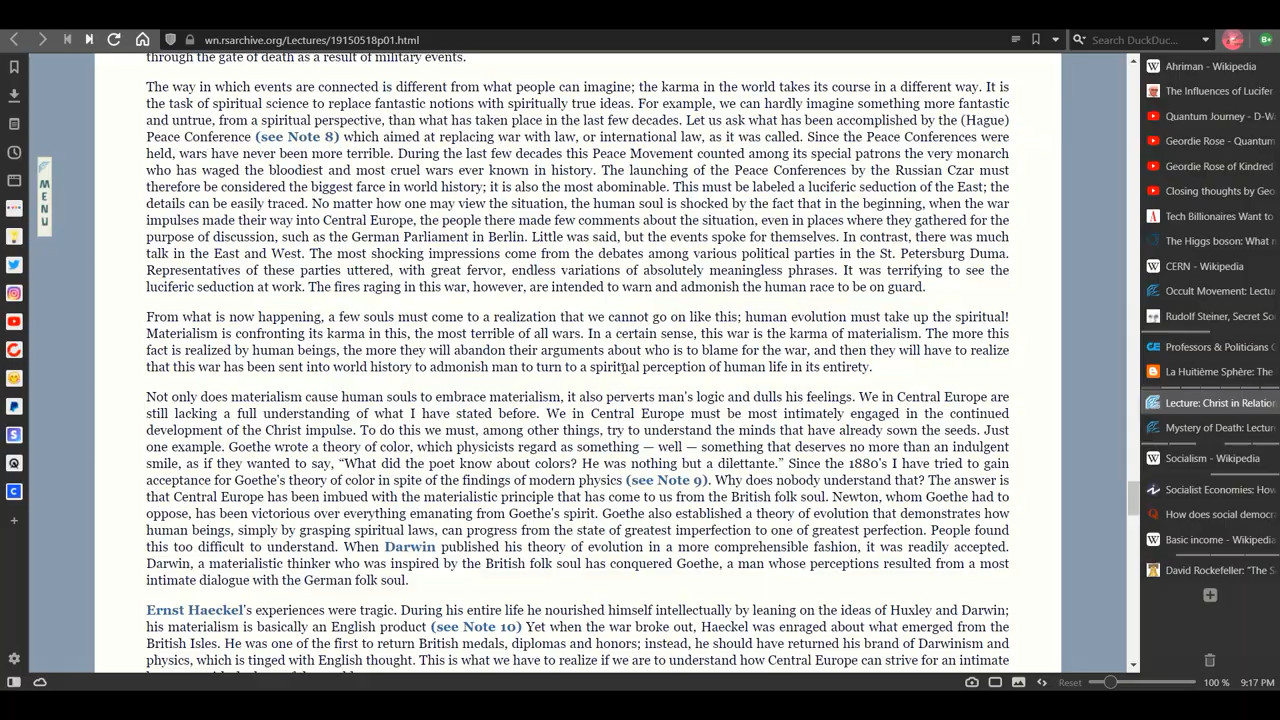 wn.rsarchive.org/Lectures/19150518p01.html
Search DuckDuc
through the gate of death as a result of military events.
The way in which events are connected is different from what people can imagine; the karma in the world takes its course in a different way. It is
the task of spiritual science to replace fantastic notions with spiritually true ideas. For example, we can hardly imagine something more fantastic
and untrue, from a spiritual perspective, than what has taken place in the last few decades. Let us ask what has been accomplished by the (Hague)
Peace Conference (see Note 8) which aimed at replacing war with law, or international law, as it was called. Since the Peace Conferences were
held, wars have never been more terrible. During the last few decades this Peace Movement counted among its special patrons the very monarch
who has waged the bloodiest and most cruel wars ever known in history. The launching of the Peace Conferences by the Russian Czar must
therefore be considered the biggest farce in world history; it is also the most abominable. This must be labeled a luciferic seduction of the East; the
details can be easily traced. No matter how one may view the situation, the human soul is shocked by the fact that in the beginning, when the war
impulses made their way into Central Europe, the people there made few comments about the situation, even in places where they gathered for the
purpose of discussion, such as the German Parliament in Berlin. Little was said, but the events spoke for themselves. In contrast, there was much
talk in the East and West. The most shocking impressions come from the debates among various political parties in the St. Petersburg Duma.
Representatives of these parties uttered, with great fervor, endless variations of absolutely meaningless phrases. It was terrifying to see the
luciferic seduction at work. The fires raging in this war, however, are intended to warn and admonish the human race to be on guard.
From what is now happening, a few souls must come to a realization that we cannot go on like this; human evolution must take up the spiritual!
Materialism is confronting its karma in this, the most terrible of all wars. In a certain sense, this war is the karma of materialism. The more this
fact is realized by human beings, the more they will abandon their arguments about who is to blame for the war, and then they will have to realize
that this war has been sent into world history to admonish man to turn to a spiritual perception of human life in its entirety.
Not only does materialism cause human souls to embrace materialism, it also perverts man's logic and dulls his feelings. We in Central Europe are
still lacking a full understanding of what I have stated before. We in Central Europe must be most intimately engaged in the continued
development of the Christ impulse. To do this we must, among other things, try to understand the minds that have already sown the seeds. Just
one example. Goethe wrote a theory of color, which physicists regard as something — well — something that deserves no more than an indulgent
smile, as if they wanted to say, “What did the poet know about colors? He was nothing but a dilettante.” Since the 1880's I have tried to gain
acceptance for Goethe's theory of color in spite of the findings of modern physics (see Note 9). Why does nobody understand that? The answer is
that Central Europe has been imbued with the materialistic principle that has come to us from the British folk soul. Newton, whom Goethe had to
oppose, has been victorious over everything emanating from Goethe's spirit. Goethe also established a theory of evolution that demonstrates how
human beings, simply by grasping spiritual laws, can progress from the state of greatest imperfection to one of greatest perfection. People found
this too difficult to understand. When Darwin published his theory of evolution in a more comprehensible fashion, it was readily accepted.
Darwin, a materialistic thinker who was inspired by the British folk soul has conquered Goethe, a man whose perceptions resulted from a most
intimate dialogue with the German folk soul.
Ernst Haeckel's experiences were tragic. During his entire life he nourished himself intellectually by leaning on the ideas of Huxley and Darwin;
his materialism is basically an English product (see Note 10) Yet when the war broke out, Haeckel was enraged about what emerged from the
British Isles. He was one of the first to return British medals, diplomas and honors; instead, he should have returned his brand of Darwinism and
physics, which is tinged with English thought. This is what we have to realize if we are to understand how Central Europe can strive for an intimate
MENU
Ahriman - Wikipedia
The Influences of Lucifer
Quantum Journey - D-W
Geordie Rose - Quantum
Geordie Rose of Kindred
Closing thoughts by Geo
Tech Billionaires Want to
The Higgs boson: What
CERN - Wikipedia
Occult Movement: Lectur
Rudolf Steiner, Secret So
Professors & Politicians
La Huitième Sphère: The
Lecture: Christ in Relatio
Mystery of Death: Lectur
Socialism - Wikipedia
Socialist Economies: How
How does social democr
Basic income - Wikipedia
David Rockefeller: "The S
Reset
100 %
9:17 PM